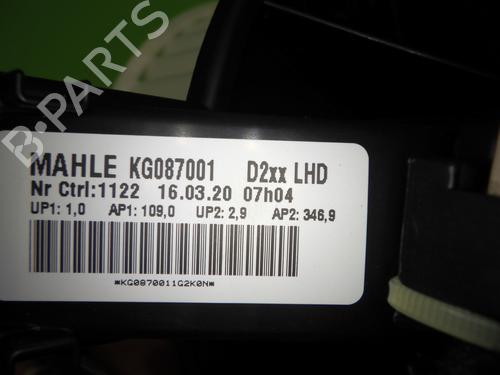 B-PARTS
MAHLE KG087001 D2xx LHD
Nr Ctrl:1122 16.03.20 07h04
UP1: 1,0 AP1: 109,0 UP2: 2,9 AP2: 346,9
*KG0870011G2K0N*